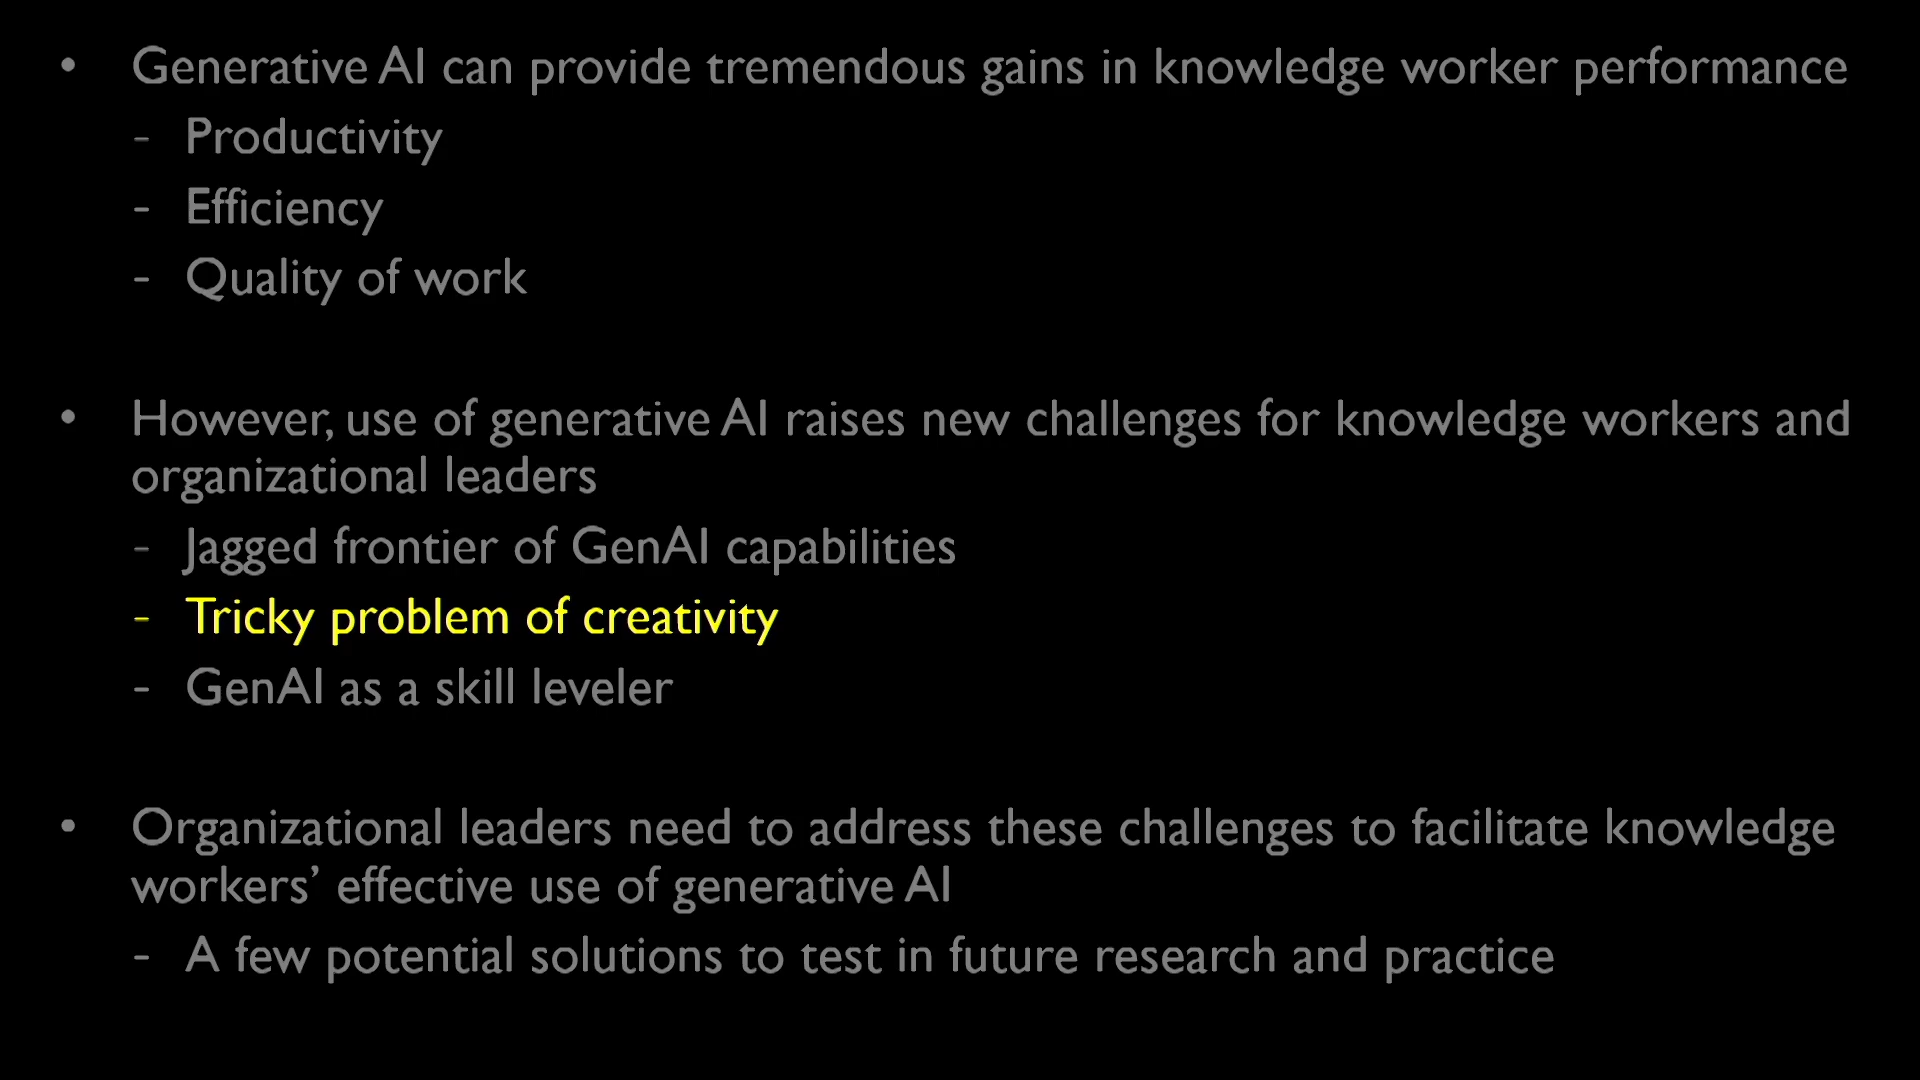 • Generative AI can provide tremendous gains in knowledge worker performance
- Productivity
- Efficiency
- Quality of work
• However, use of generative AI raises new challenges for knowledge workers and
organizational leaders
- Jagged frontier of GenAI capabilities
- Tricky problem of creativity
- GenAI as a skill leveler
• Organizational leaders need to address these challenges to facilitate knowledge
workers’ effective use of generative AI
- A few potential solutions to test in future research and practice